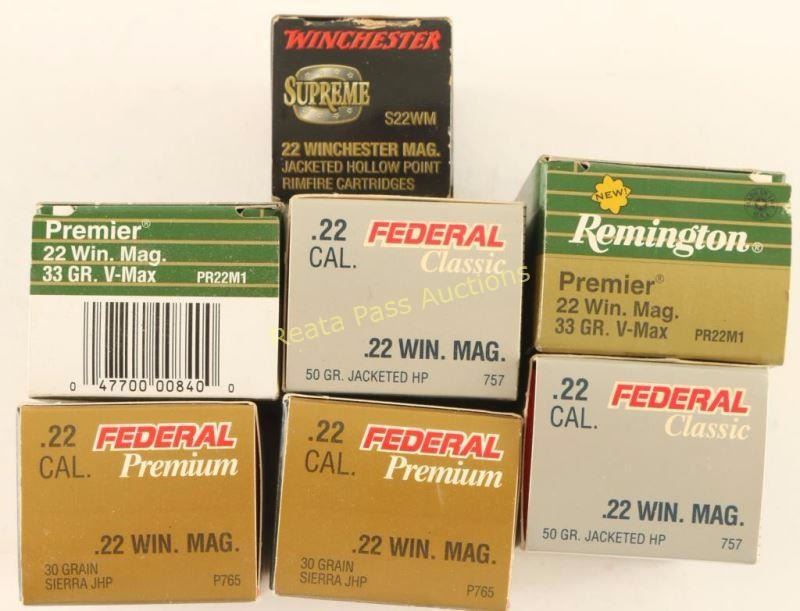 WINCHESTER
SUPREME
S22WM
22 WINCHESTER MAG.
JACKETED HOLLOW POINT
RIMFIRE CARTRIDGES
Premier®
22 Win. Mag.
33 GR. V-Max PR22M1
0 47700 00840 0
.22 FEDERAL
CAL. Classic
.22 WIN. MAG.
50 GR. JACKETED HP 757
NEW!
Remington®
Premier®
22 Win. Mag.
33 GR. V-Max PR22M1
Reata Pass Auctions
.22 FEDERAL
CAL. Premium
.22 WIN. MAG.
30 GRAIN
SIERRA JHP P765
.22 FEDERAL
CAL. Premium
.22 WIN. MAG.
30 GRAIN
SIERRA JHP P765
.22 FEDERAL
CAL. Classic
.22 WIN. MAG.
50 GR. JACKETED HP 757